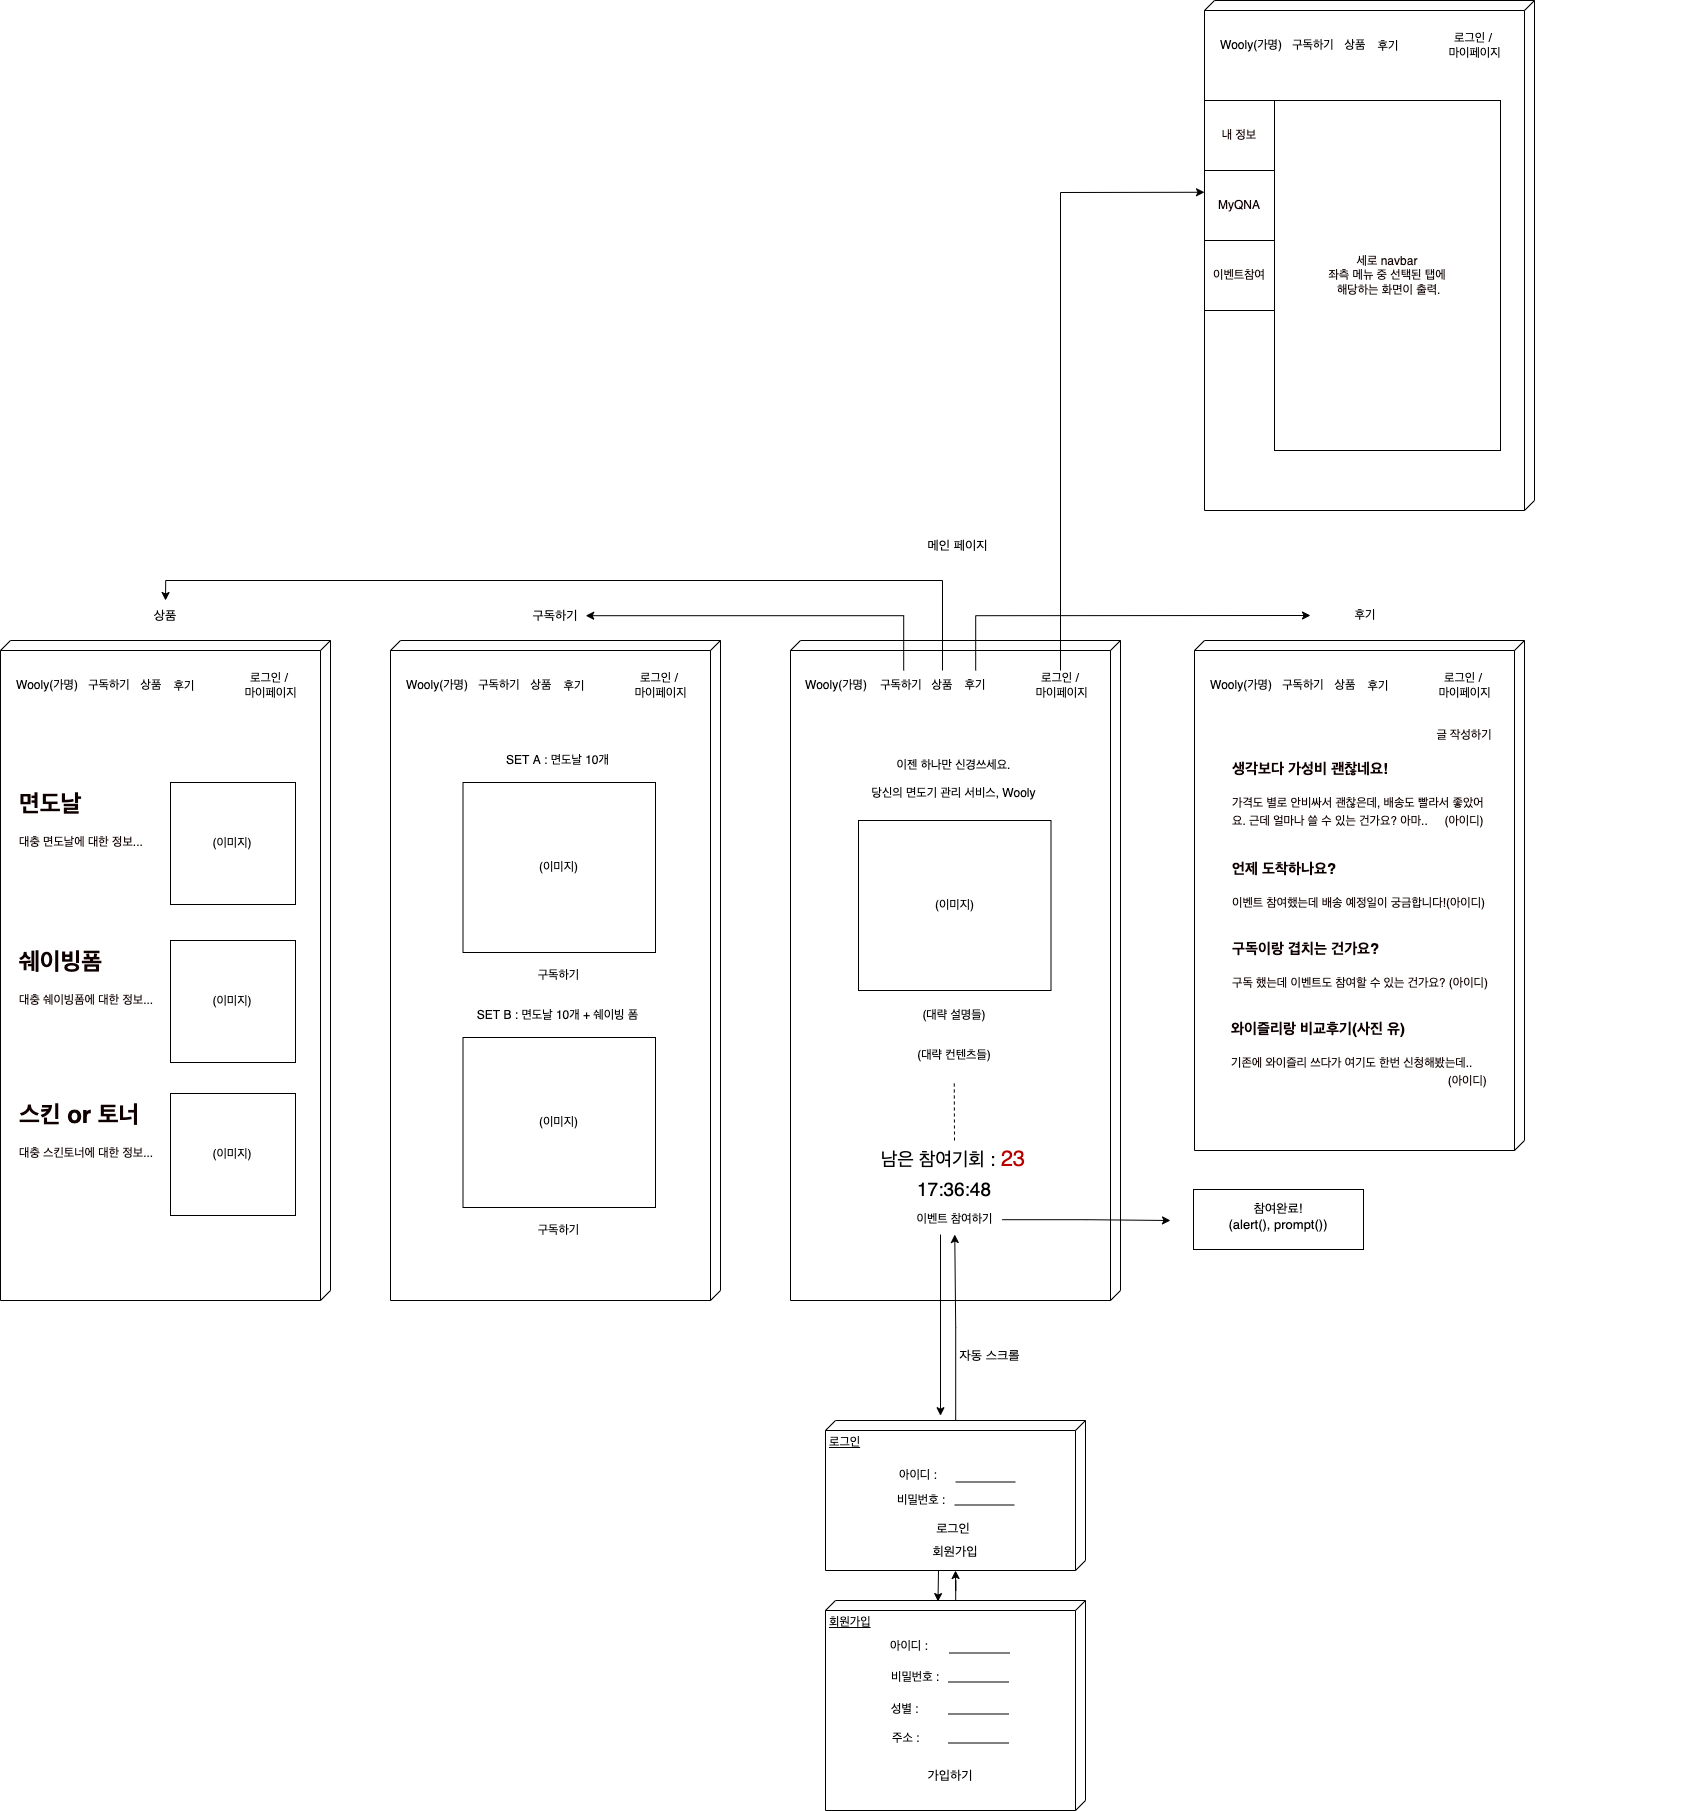 Wooly(가명) 구독하기 상품 후기
로그인 /
마이페이지
내 정보
MyQNA
이벤트참여
세로 navbar
좌측 메뉴 중 선택된 탭에
해당하는 화면이 출력.
메인 페이지
상품
Wooly(가명) 구독하기 상품 후기
로그인 /
마이페이지
면도날
대충 면도날에 대한 정보...
(이미지)
쉐이빙폼
대충 쉐이빙폼에 대한 정보...
(이미지)
스킨 or 토너
대충 스킨토너에 대한 정보...
(이미지)
구독하기
Wooly(가명) 구독하기 상품 후기
로그인 /
마이페이지
SET A : 면도날 10개
(이미지)
구독하기
SET B : 면도날 10개 + 쉐이빙 폼
(이미지)
구독하기
Wooly(가명) 구독하기 상품 후기
로그인 /
마이페이지
이젠 하나만 신경쓰세요.
당신의 면도기 관리 서비스, Wooly
(이미지)
(대략 설명들)
(대략 컨텐츠들)
남은 참여기회 : 23
17:36:48
이벤트 참여하기
후기
Wooly(가명) 구독하기 상품 후기
로그인 /
마이페이지
글 작성하기
생각보다 가성비 괜찮네요!
가격도 별로 안비싸서 괜찮은데, 배송도 빨라서 좋았어
요. 근데 얼마나 쓸 수 있는 건가요? 아마.. (아이디)
언제 도착하나요?
이벤트 참여했는데 배송 예정일이 궁금합니다!(아이디)
구독이랑 겹치는 건가요?
구독 했는데 이벤트도 참여할 수 있는 건가요? (아이디)
와이즐리랑 비교후기(사진 유)
기존에 와이즐리 쓰다가 여기도 한번 신청해봤는데..
(아이디)
참여완료!
(alert(), prompt())
자동 스크롤
로그인
아이디 :
비밀번호 :
로그인
회원가입
회원가입
아이디 :
비밀번호 :
성별 :
주소 :
가입하기